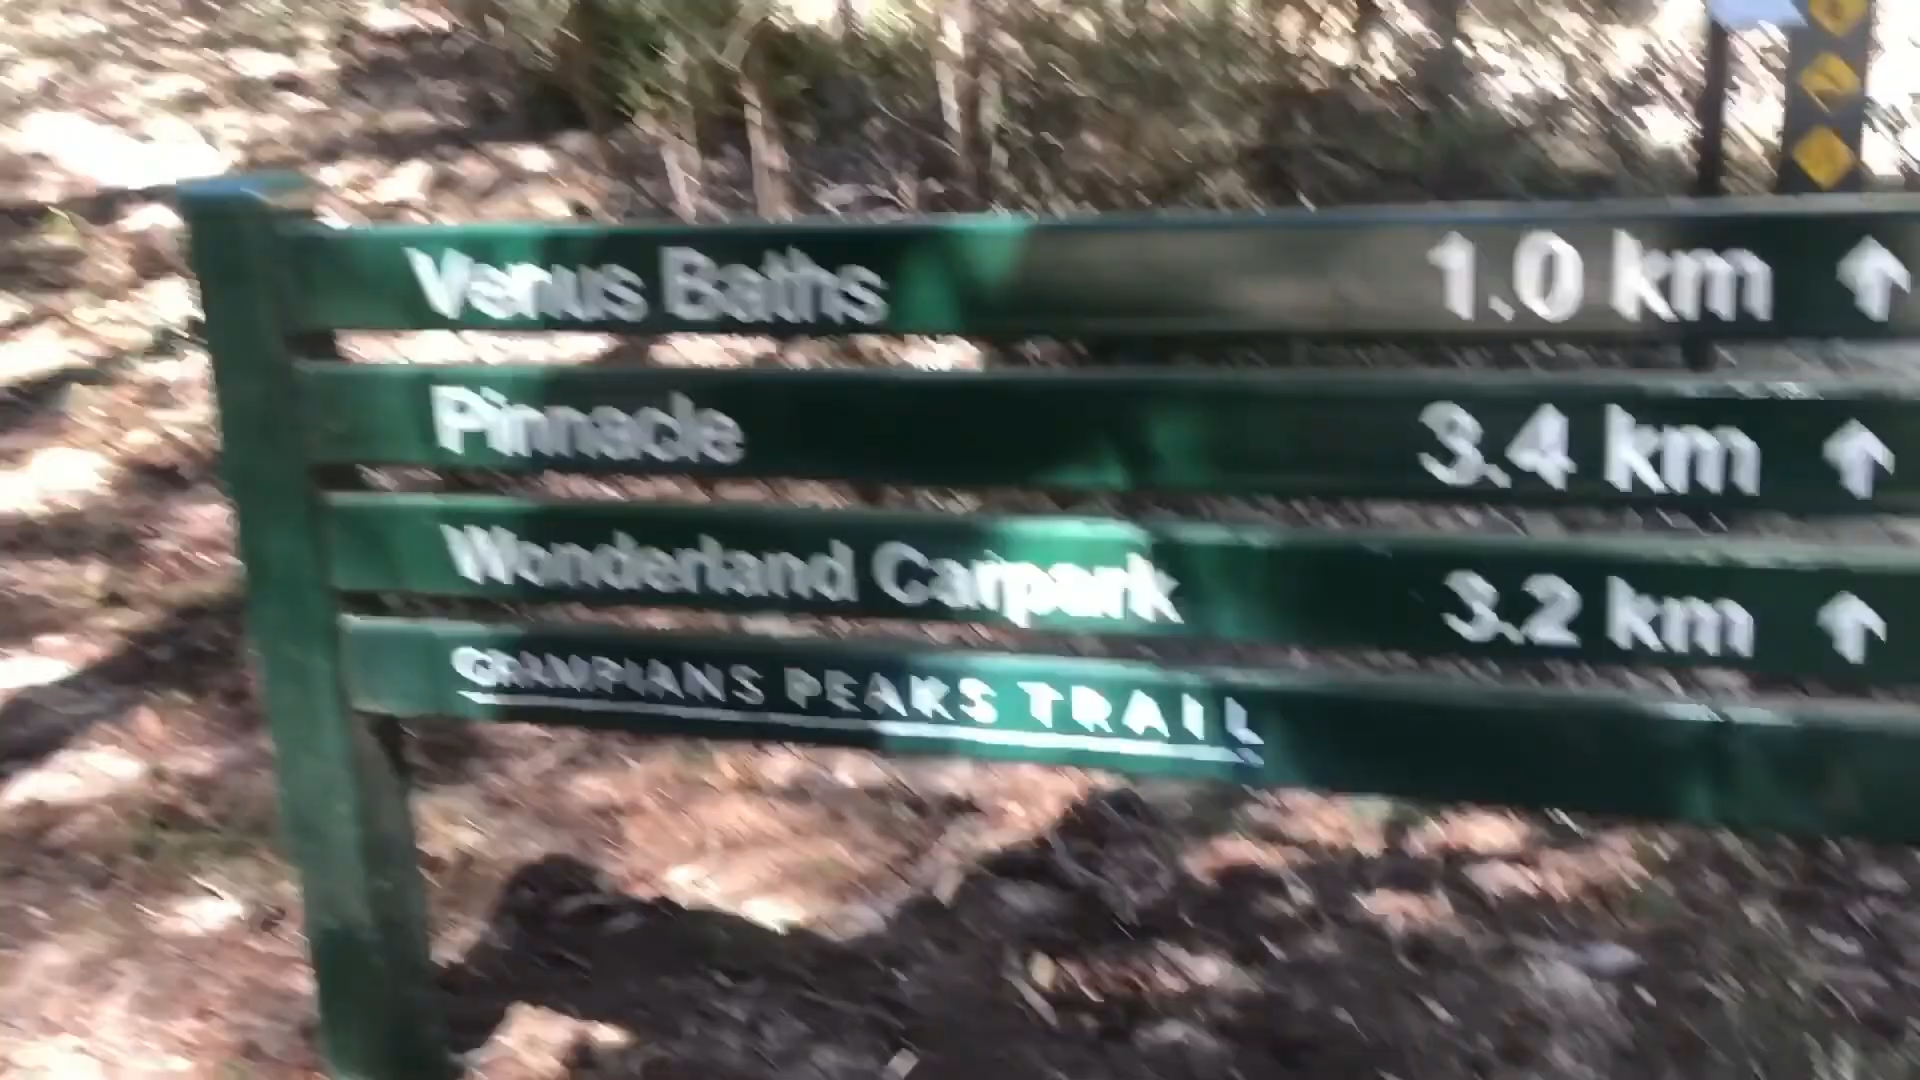 Venus Baths 1.0 km ↑
Pinnacle 3.4 km ↑
Wonderland Carpark 3.2 km ↑
GRAMPIANS PEAKS TRAIL